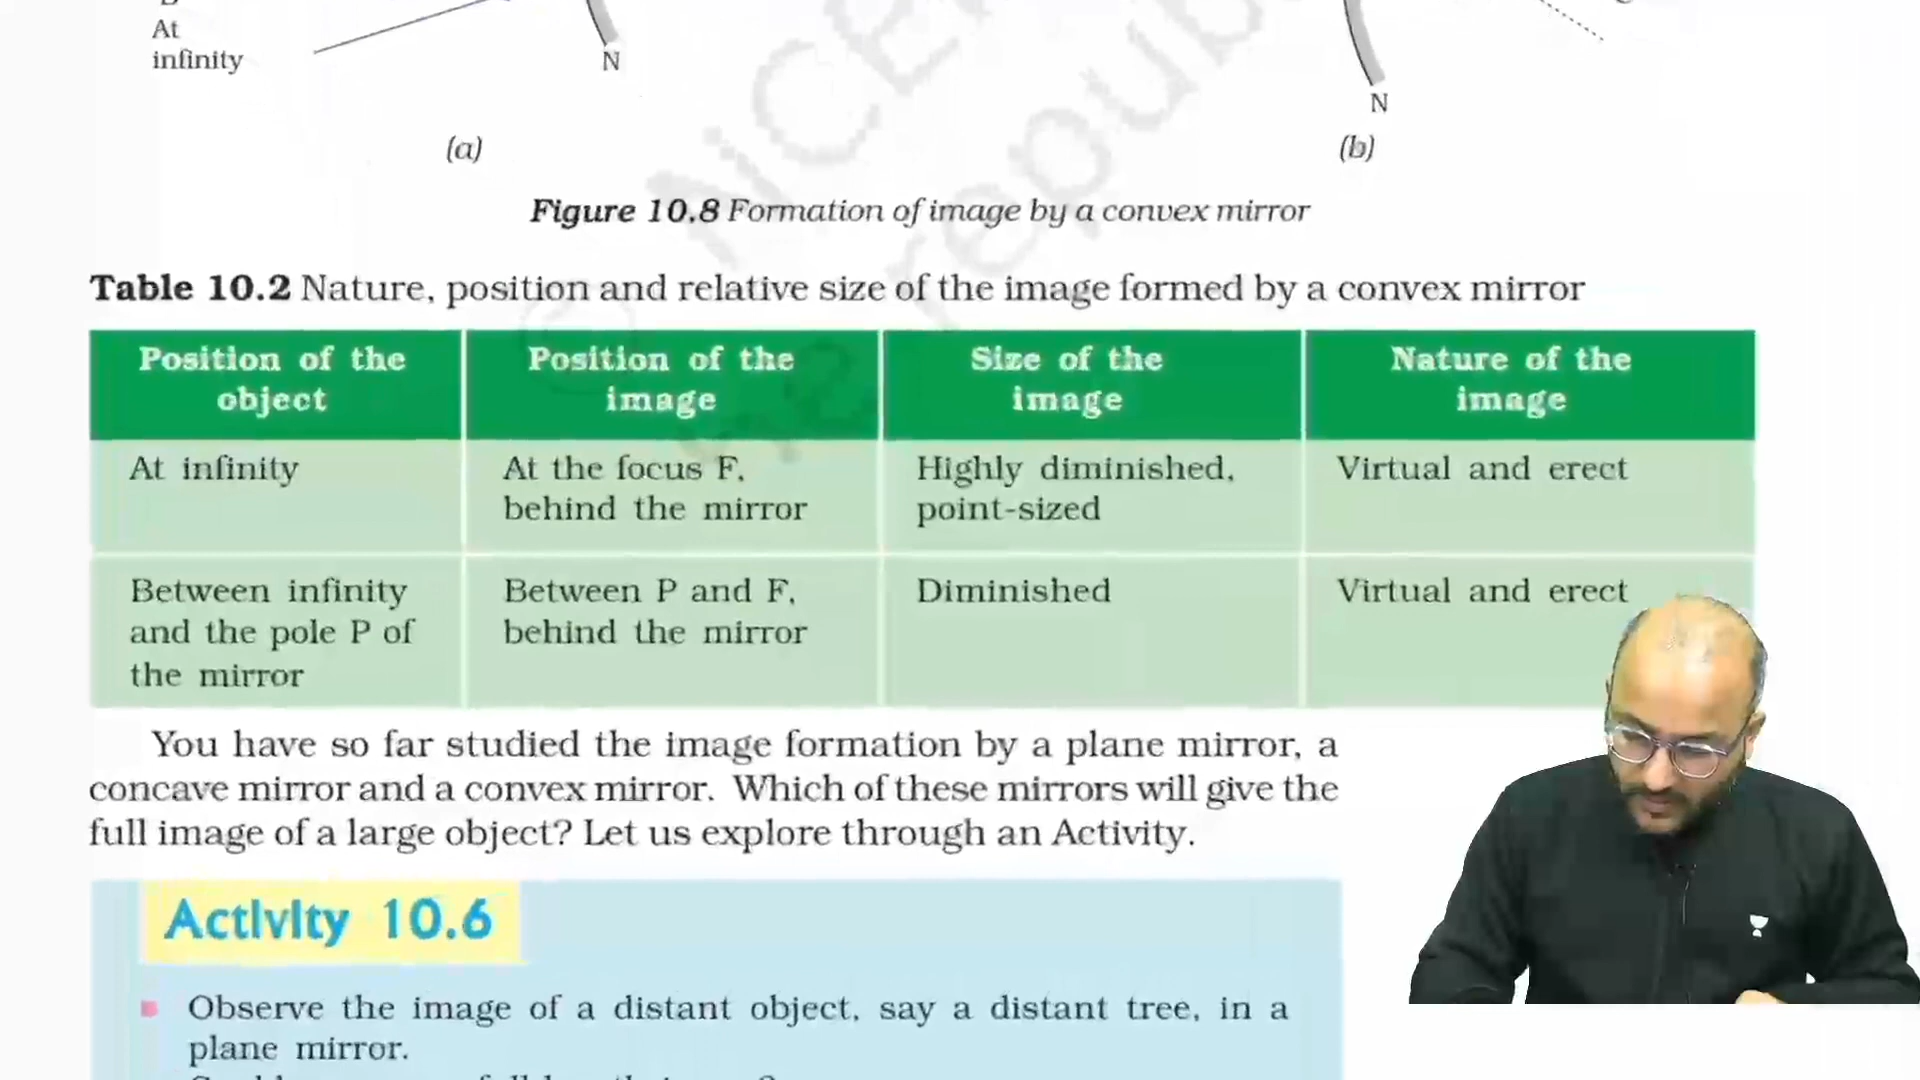 At
infinity
N
N
(a)
(b)
Figure 10.8 Formation of image by a convex mirror
Table 10.2 Nature, position and relative size of the image formed by a convex mirror
Position of the object
Position of the image
Size of the image
Nature of the image
At infinity
At the focus F, behind the mirror
Highly diminished, point-sized
Virtual and erect
Between infinity and the pole P of the mirror
Between P and F, behind the mirror
Diminished
Virtual and erect
You have so far studied the image formation by a plane mirror, a
concave mirror and a convex mirror. Which of these mirrors will give the
full image of a large object? Let us explore through an Activity.
Activity 10.6
Observe the image of a distant object, say a distant tree, in a
plane mirror.